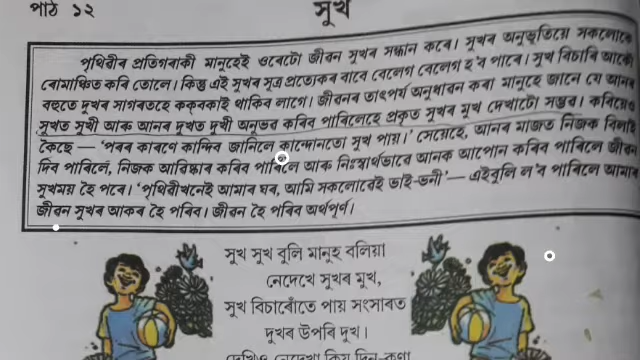 পাঠ ১২
সুখ
পৃথিৱীৰ প্ৰতিগৰাকী মানুহেই ওৰেটো জীৱন সুখৰ সন্ধান কৰে। সুখৰ অনুভূতিয়ে সকলোৰে
ৰোমাঞ্চিত কৰি তোলে। কিন্তু এই সুখৰ সূত্ৰ প্ৰত্যেকৰ বাবে বেলেগ বেলেগ হ'ব পাৰে। সুখ বিচাৰি আকৌ
বহুতে দুখৰ সাগৰতহে ককবকাই থাকিব লাগে। জীৱনৰ তাৎপৰ্য অনুধাৱন কৰা মানুহে জানে যে আনৰ
সুখত সুখী আৰু আনৰ দুখত দুখী অনুভৱ কৰিব পাৰিলেহে প্ৰকৃত সুখৰ মুখ দেখাটো সম্ভৱ। কবিয়েও
কৈছে — 'পৰৰ কাৰণে কান্দিব জানিলে কান্দোনতো সুখ পায়।' সেয়েহে, আনৰ মাজত নিজক বিলাই
দিব পাৰিলে, নিজক আৱিষ্কাৰ কৰিব পাৰিলে আৰু নিঃস্বাৰ্থভাৱে আনক আপোন কৰিব পাৰিলে জীৱন
সুখময় হৈ পৰে। 'পৃথিৱীখনেই আমাৰ ঘৰ, আমি সকলোৱেই ভাই-ভনী' — এইবুলি ল'ব পাৰিলে আমাৰ
জীৱন সুখৰ আকৰ হৈ পৰিব। জীৱন হৈ পৰিব অৰ্থপূৰ্ণ।
সুখ সুখ বুলি মানুহ বলিয়া
নেদেখে সুখৰ মুখ,
সুখ বিচাৰোঁতে পায় সংসাৰত
দুখৰ উপৰি দুখ।